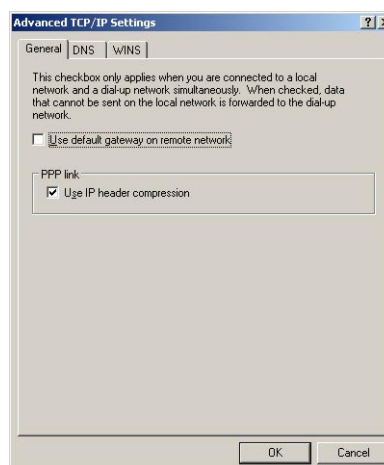 Advanced TCP/IP Settings
General DNS WINS
This checkbox only applies when you are connected to a local
network and a dial-up network simultaneously. When checked, data
that cannot be sent on the local network is forwarded to the dial-up
network.
Use default gateway on remote network
PPP link
Use IP header compression
OK Cancel